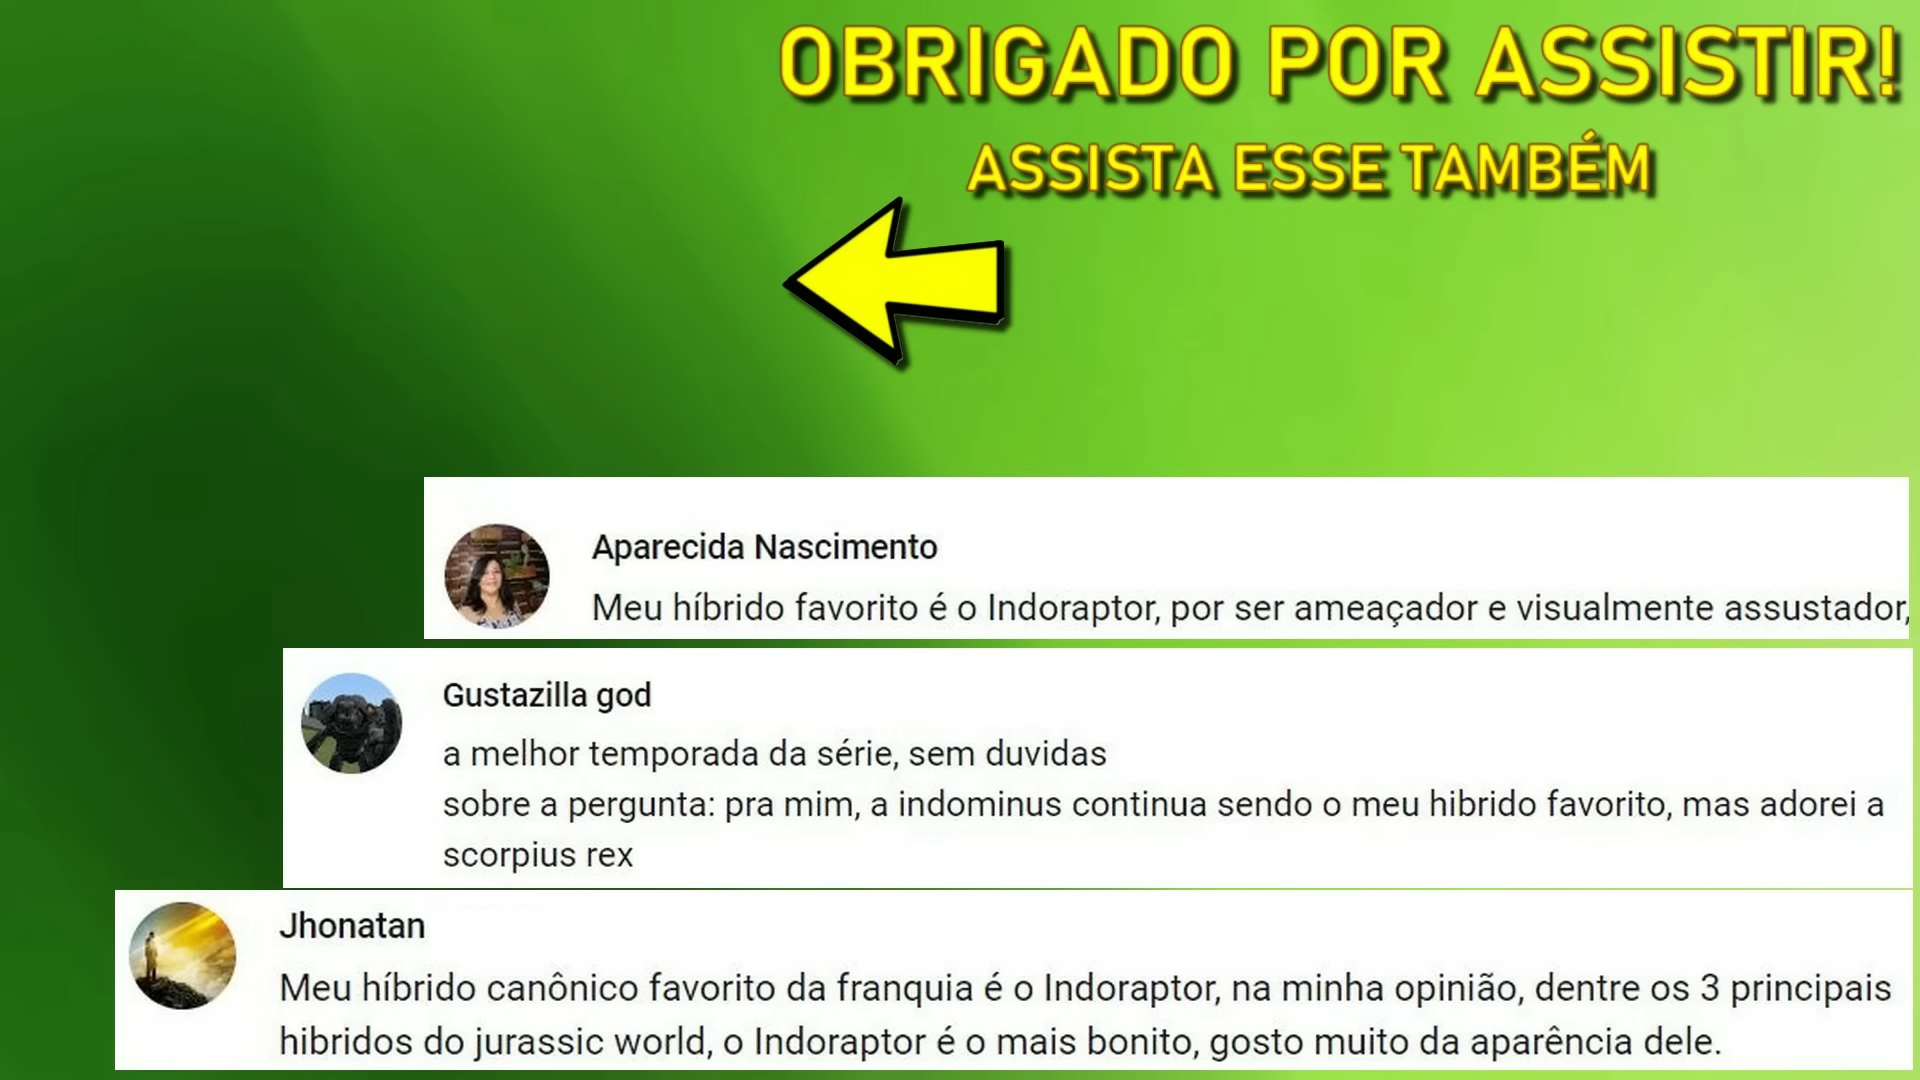 OBRIGADO POR ASSISTIR!
ASSISTA ESSE TAMBÉM
Aparecida Nascimento
Meu híbrido favorito é o Indoraptor, por ser ameaçador e visualmente assustador,
Gustazilla god
a melhor temporada da série, sem duvidas
sobre a pergunta: pra mim, a indominus continua sendo o meu hibrido favorito, mas adorei a
scorpius rex
Jhonatan
Meu híbrido canônico favorito da franquia é o Indoraptor, na minha opinião, dentre os 3 principais
hibridos do jurassic world, o Indoraptor é o mais bonito, gosto muito da aparência dele.